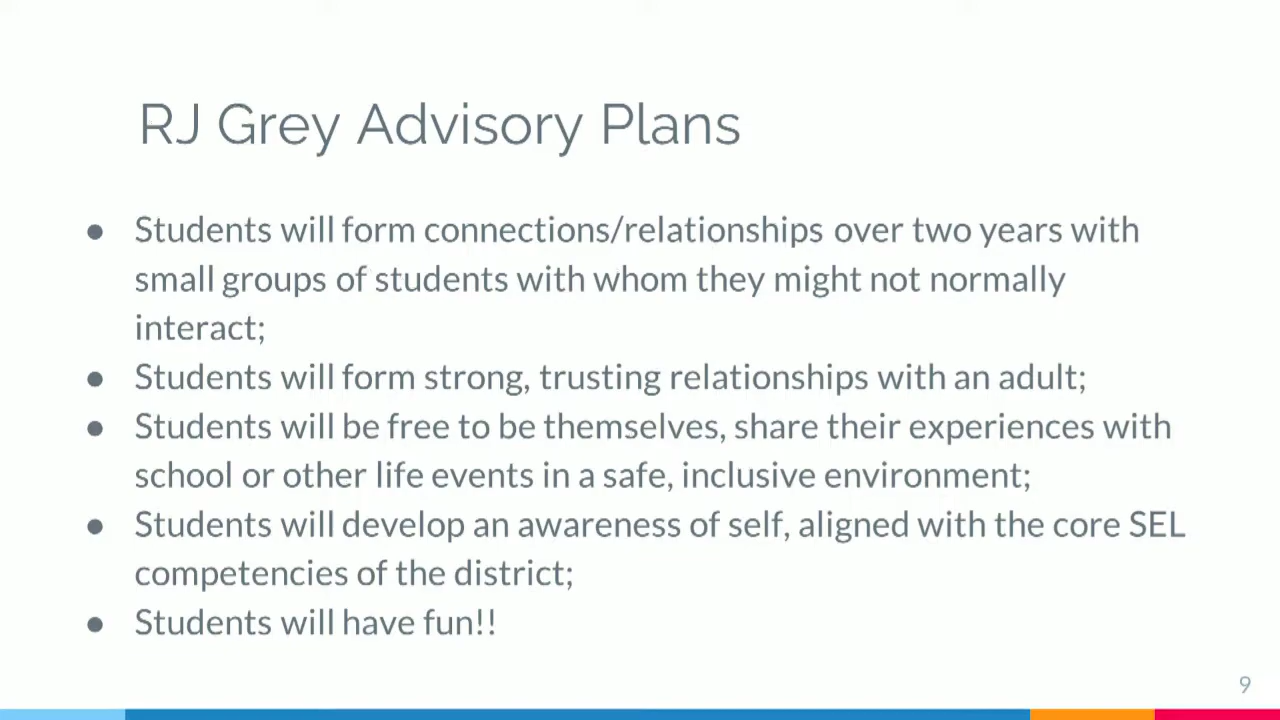 RJ Grey Advisory Plans
● Students will form connections/relationships over two years with
small groups of students with whom they might not normally
interact;
● Students will form strong, trusting relationships with an adult;
● Students will be free to be themselves, share their experiences with
school or other life events in a safe, inclusive environment;
● Students will develop an awareness of self, aligned with the core SEL
competencies of the district;
● Students will have fun!!
9